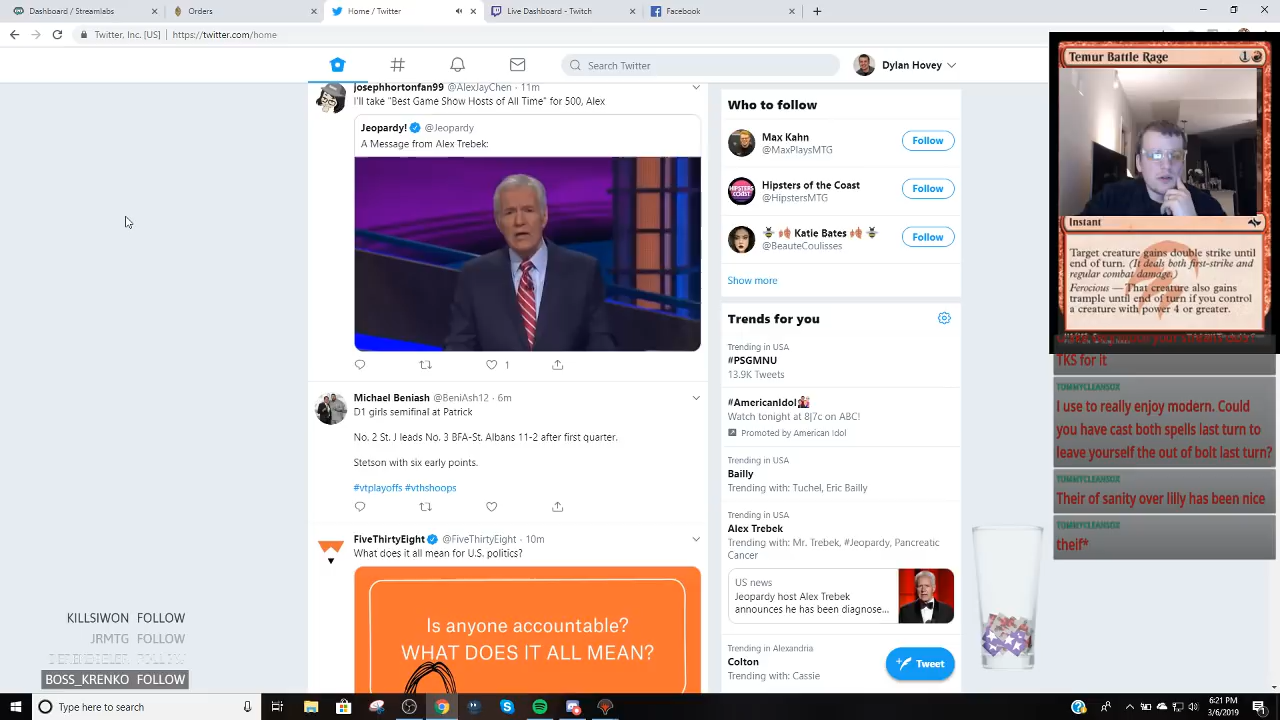 Dashboard
Orders
Twitter
Twitch
Facebook
Twitter, Inc. [US] | https://twitter.com/home
Search Twitter
Dylan Hovey
josephhortonfan99 @AlexJayChen · 11m
I'll take "Best Game Show Hosts of All Time" for 500, Alex
Jeopardy! @Jeopardy
A Message from Alex Trebek:
1
Michael Beniash @BeniAsh12 · 6m
D1 girls semifinal at Patrick
No. 2 St. J leads No. 3 BFA-St. Albans 11-2 after first quarter.
Stetson with six early points.
#vtplayoffs #vthshoops
FiveThirtyEight @FiveThirtyEight · 10m
What does it all mean for U.S. politics?
Is anyone accountable?
WHAT DOES IT ALL MEAN?
Who to follow
Max Kahn
@MaxPlaysMTG
Follow
HIPSTERS OF THE COAST
Hipsters of the Coast
@HipstersMTG
Follow
Katie Bates
@BeauteCoulisses
Follow
Show more
Trends for you
Trending in USA
#PSGMNU
13.9K Tweets
#AmericanIdol
Watch tonight at 8|7c on ABC!
Promoted by American Idol
Trending in USA
Bailly
Trending with: Tuchel, Eric Bailly
Trending in USA
Alex Trebek
Trending with: Mr. Trebek, #Jeopardy, Pancreatic
Cancer
US news
Jeopardy host Alex Trebek
announces he has been diagnose...
Trending in Alexandria
Colton
Trending with: Cassie
Tweet
Temur Battle Rage
1
Instant
Target creature gains double strike until
end of turn. (It deals both first-strike and
regular combat damage.)
Ferocious — That creature also gains
trample until end of turn if you control
a creature with power 4 or greater.
TKS for it
TOMMYCLEANSOX
I use to really enjoy modern. Could
you have cast both spells last turn to
leave yourself the out of bolt last turn?
TOMMYCLEANSOX
Their of sanity over lilly has been nice
TOMMYCLEANSOX
theif*
KILLSIWON FOLLOW
JRMTG FOLLOW
BOSS_KRENKO FOLLOW
Type here to search
6:21 PM
3/6/2019